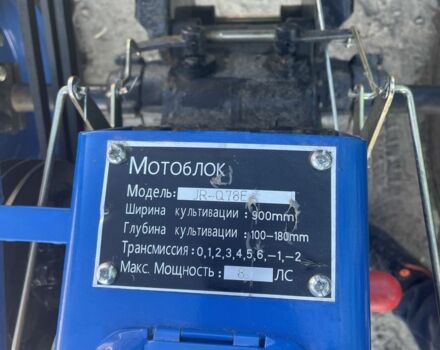 Мотоблок
Модель: JR-Q78E
Ширина культивации : 900mm
Глубина культивации : 100-180mm
Трансмиссия : 0,1,2,3,4,5,6,-1,-2
Макс. Мощность: 8 ЛС